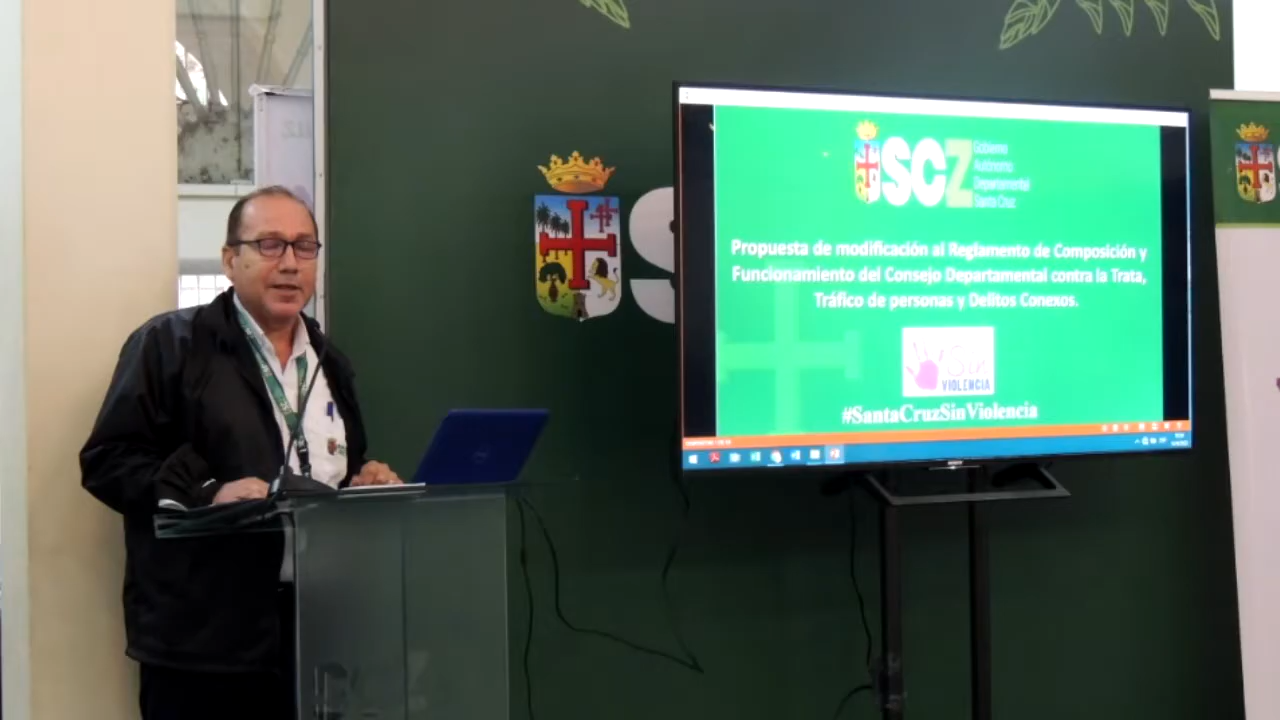 SCZ
Gobierno
Autónomo
Departamental
Santa Cruz
Propuesta de modificación al Reglamento de Composición y
Funcionamiento del Consejo Departamental contra la Trata,
Tráfico de personas y Delitos Conexos.
Sin
VIOLENCIA
#SantaCruzSinViolencia
S